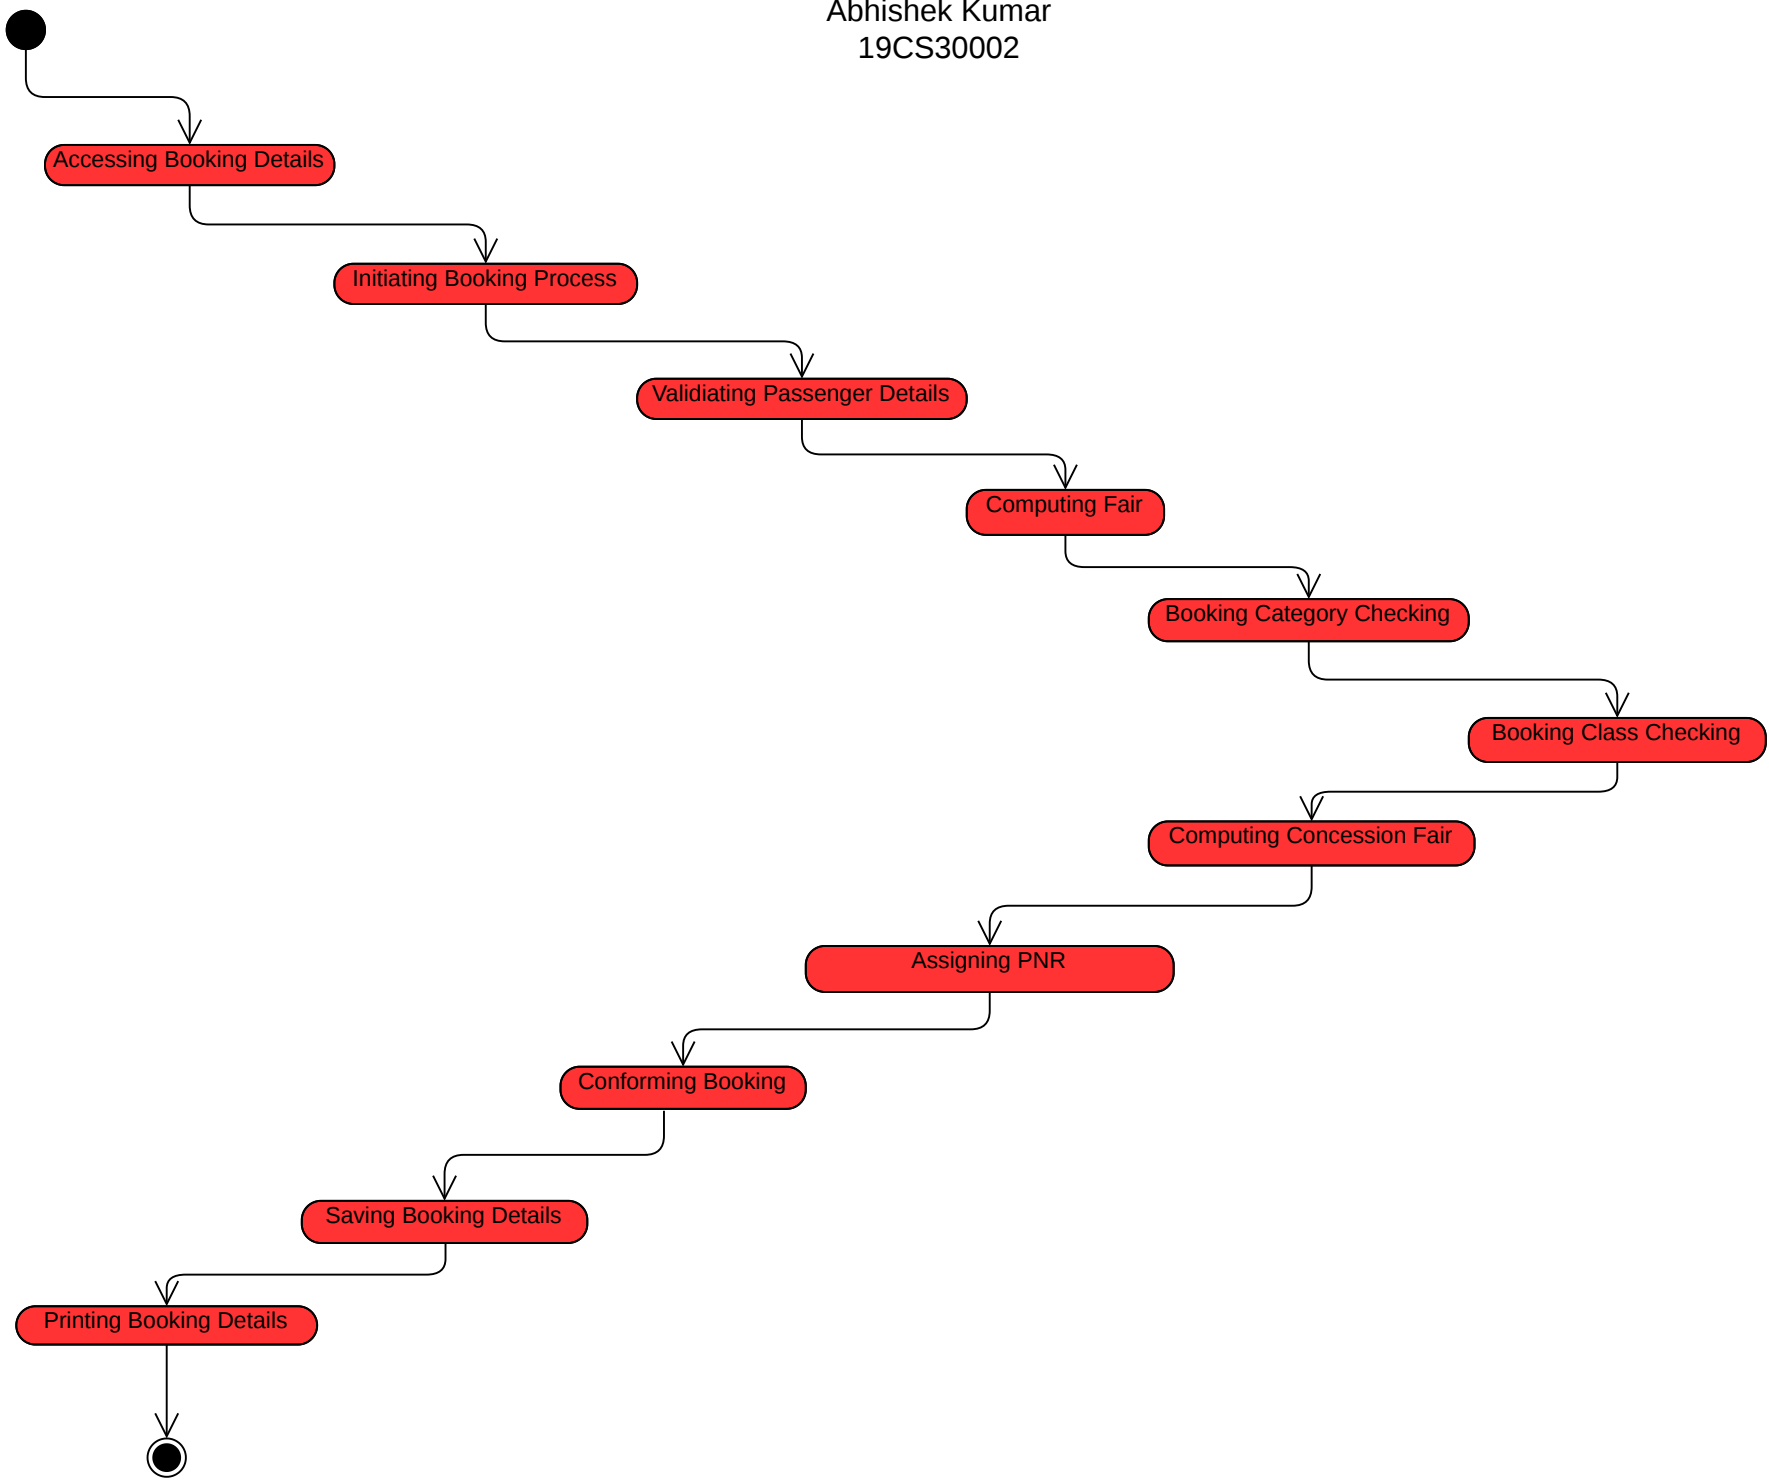 Abhishek Kumar
19CS30002
Accessing Booking Details
Initiating Booking Process
Validiating Passenger Details
Computing Fair
Booking Category Checking
Booking Class Checking
Computing Concession Fair
Assigning PNR
Conforming Booking
Saving Booking Details
Printing Booking Details